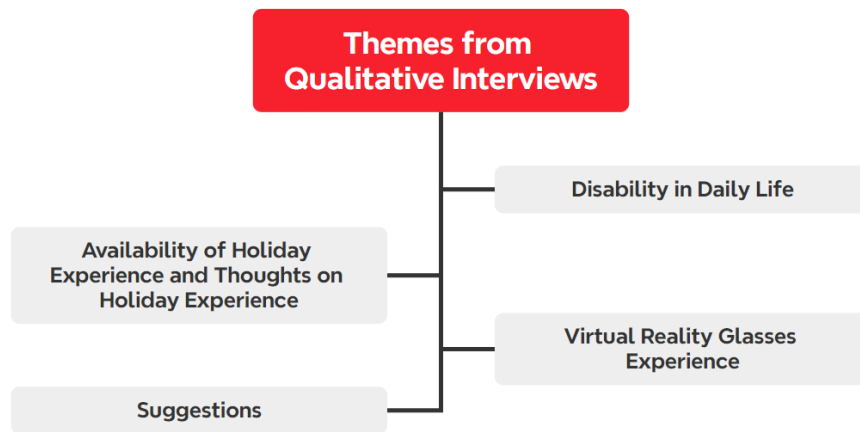 Themes from
Qualitative Interviews
Disability in Daily Life
Availability of Holiday
Experience and Thoughts on
Holiday Experience
Virtual Reality Glasses
Experience
Suggestions